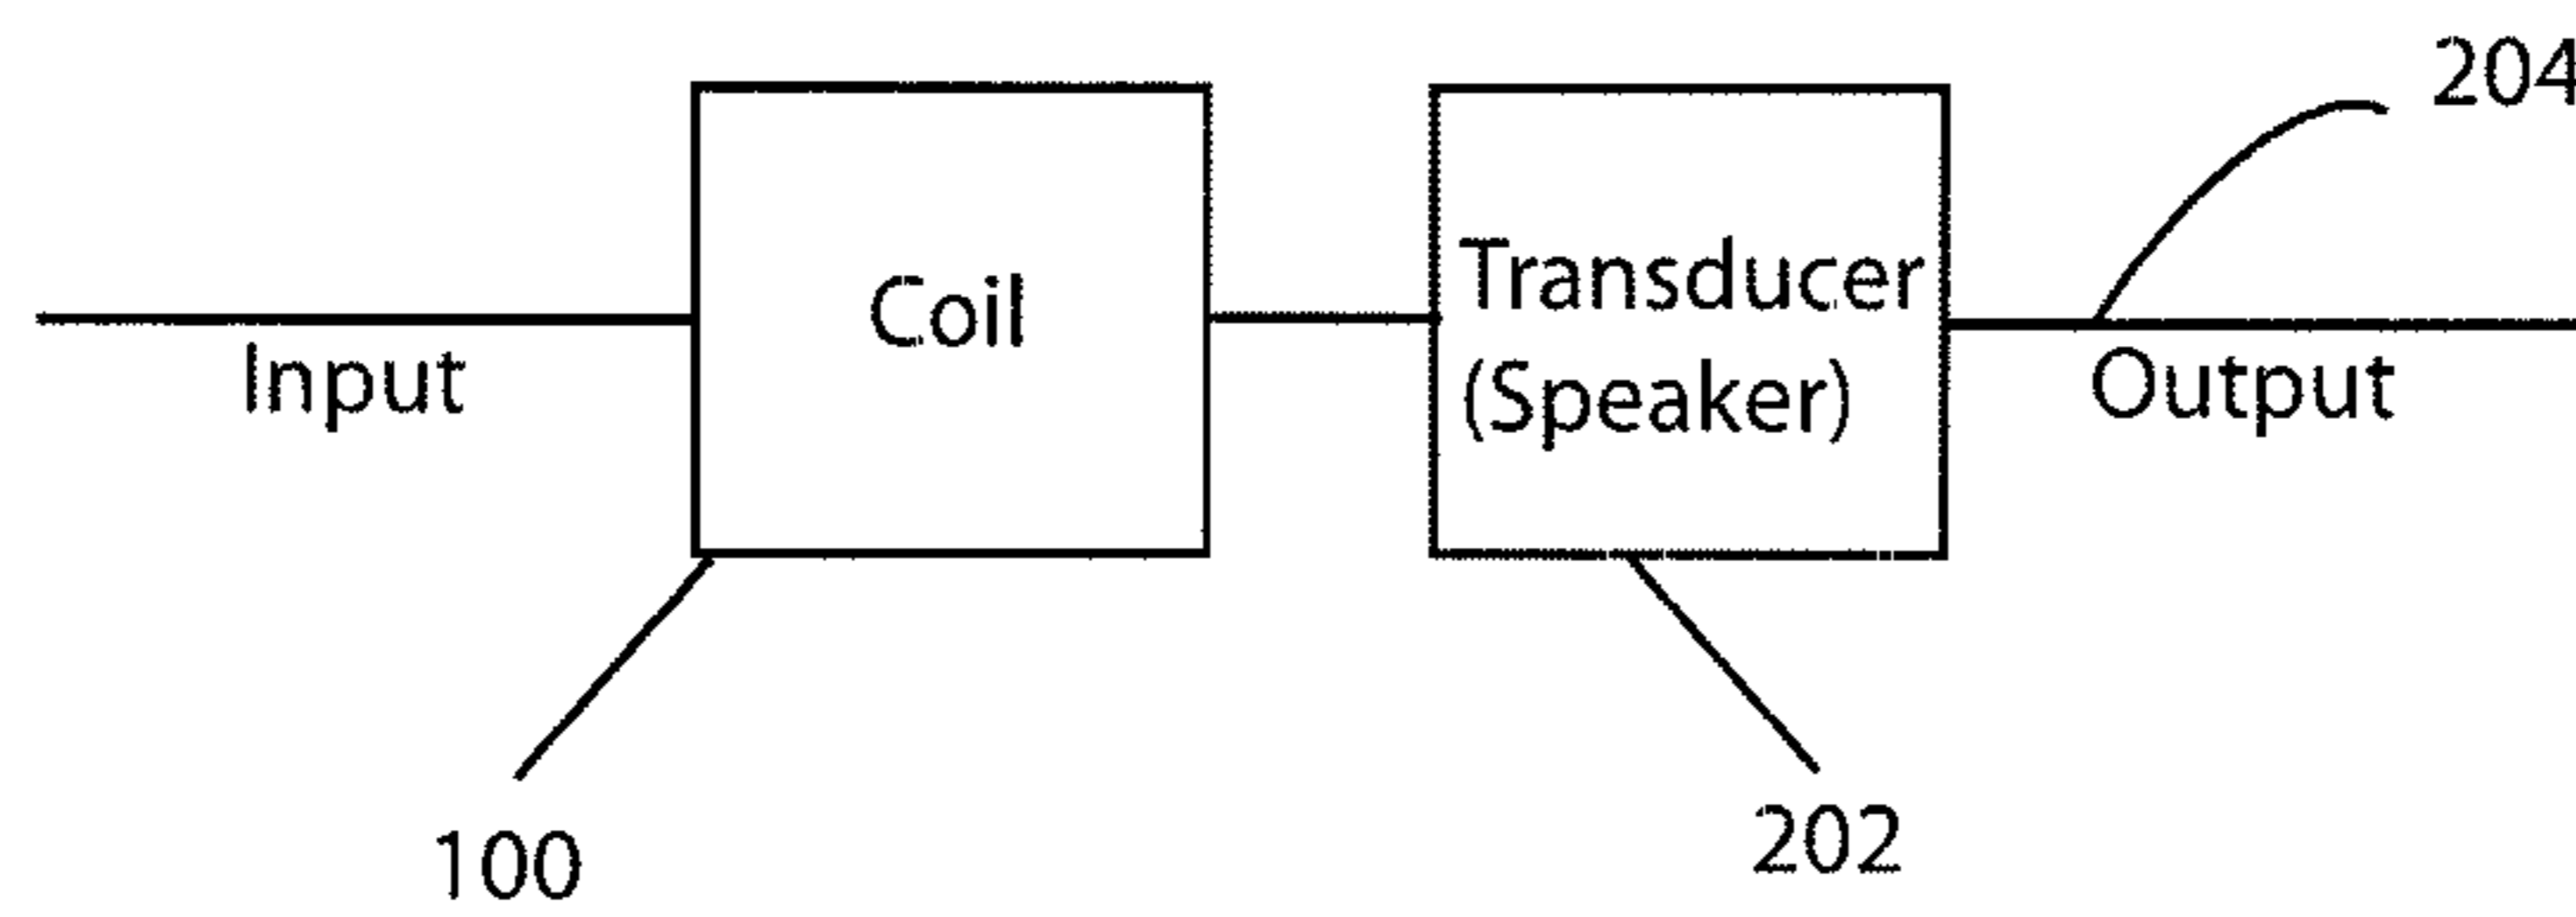 204
Coil
Transducer
(Speaker)
Input
Output
100
202